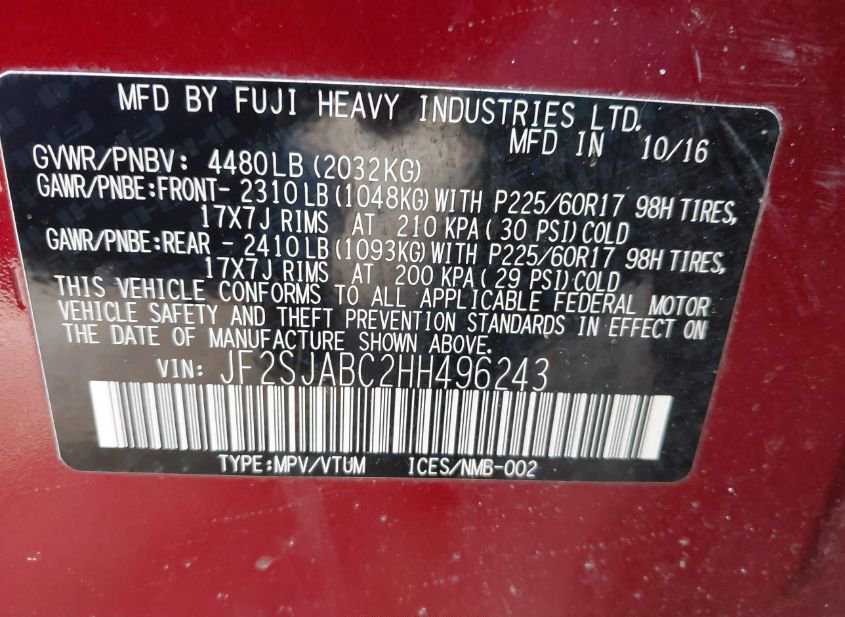 MFD BY FUJI HEAVY INDUSTRIES LTD.
MFD IN 10/16
GVWR/PNBV: 4480LB(2032KG)
GAWR/PNBE:FRONT- 2310LB(1048KG)WITH P225/60R17 98H TIRES,
17X7J RIMS AT 210 KPA( 30 PSI)COLD
GAWR/PNBE:REAR - 2410LB(1093KG)WITH P225/60R17 98H TIRES,
17X7J RIMS AT 200 KPA( 29 PSI)COLD
THIS VEHICLE CONFORMS TO ALL APPLICABLE FEDERAL MOTOR
VEHICLE SAFETY AND THEFT PREVENTION STANDARDS IN EFFECT ON
THE DATE OF MANUFACTURE SHOWN ABOVE.
VIN: JF2SJABC2HH496243
TYPE:MPV/VTUM ICES/NMB-002